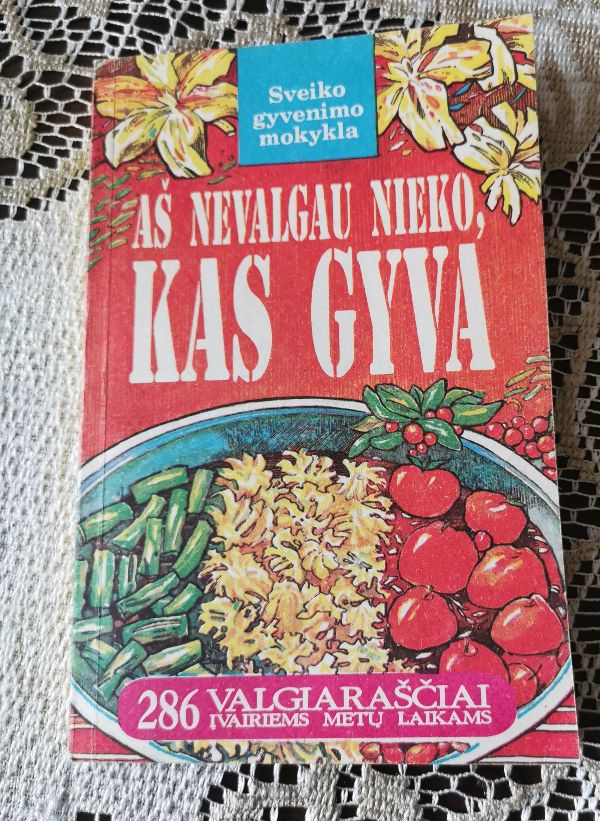 Sveiko
gyvenimo
mokykla
AŠ NEVALGAU NIEKO,
KAS GYVA
286 VALGIARAŠČIAI
ĮVAIRIEMS METŲ LAIKAMS